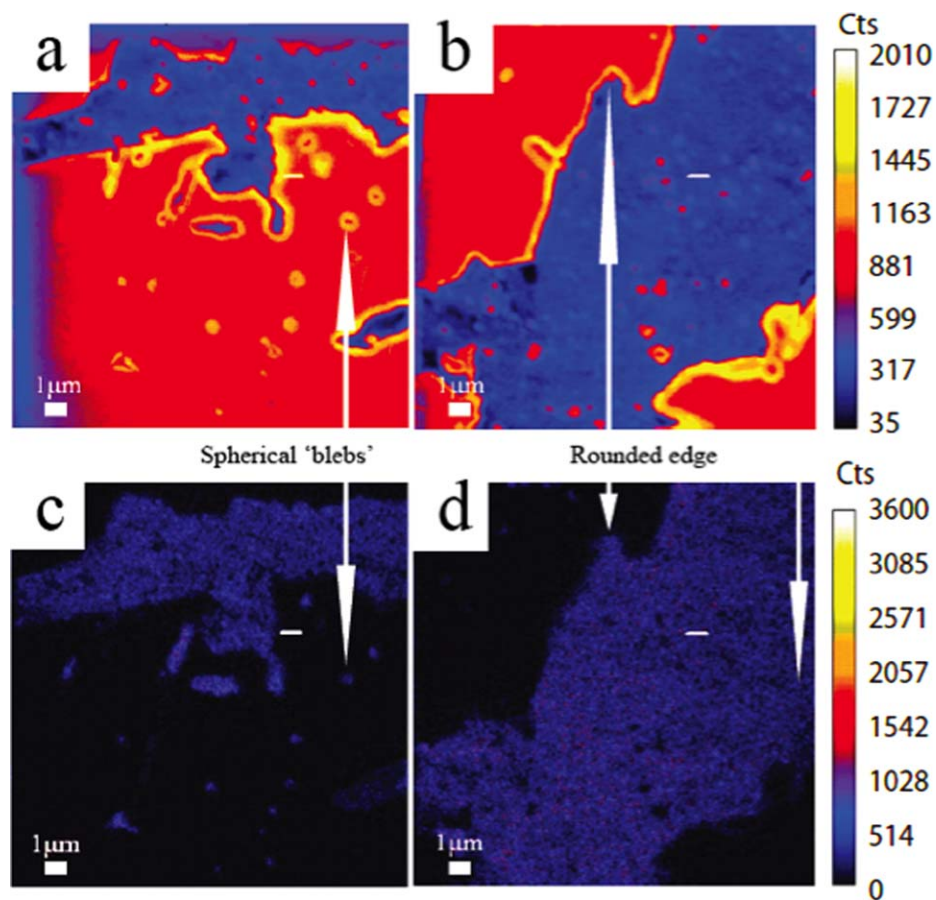 a
b
Cts
2010
1727
1445
1163
881
599
317
35
1μm
1μm
Spherical ‘blebs’
Rounded edge
c
d
Cts
3600
3085
2571
2057
1542
1028
514
0
1μm
1μm